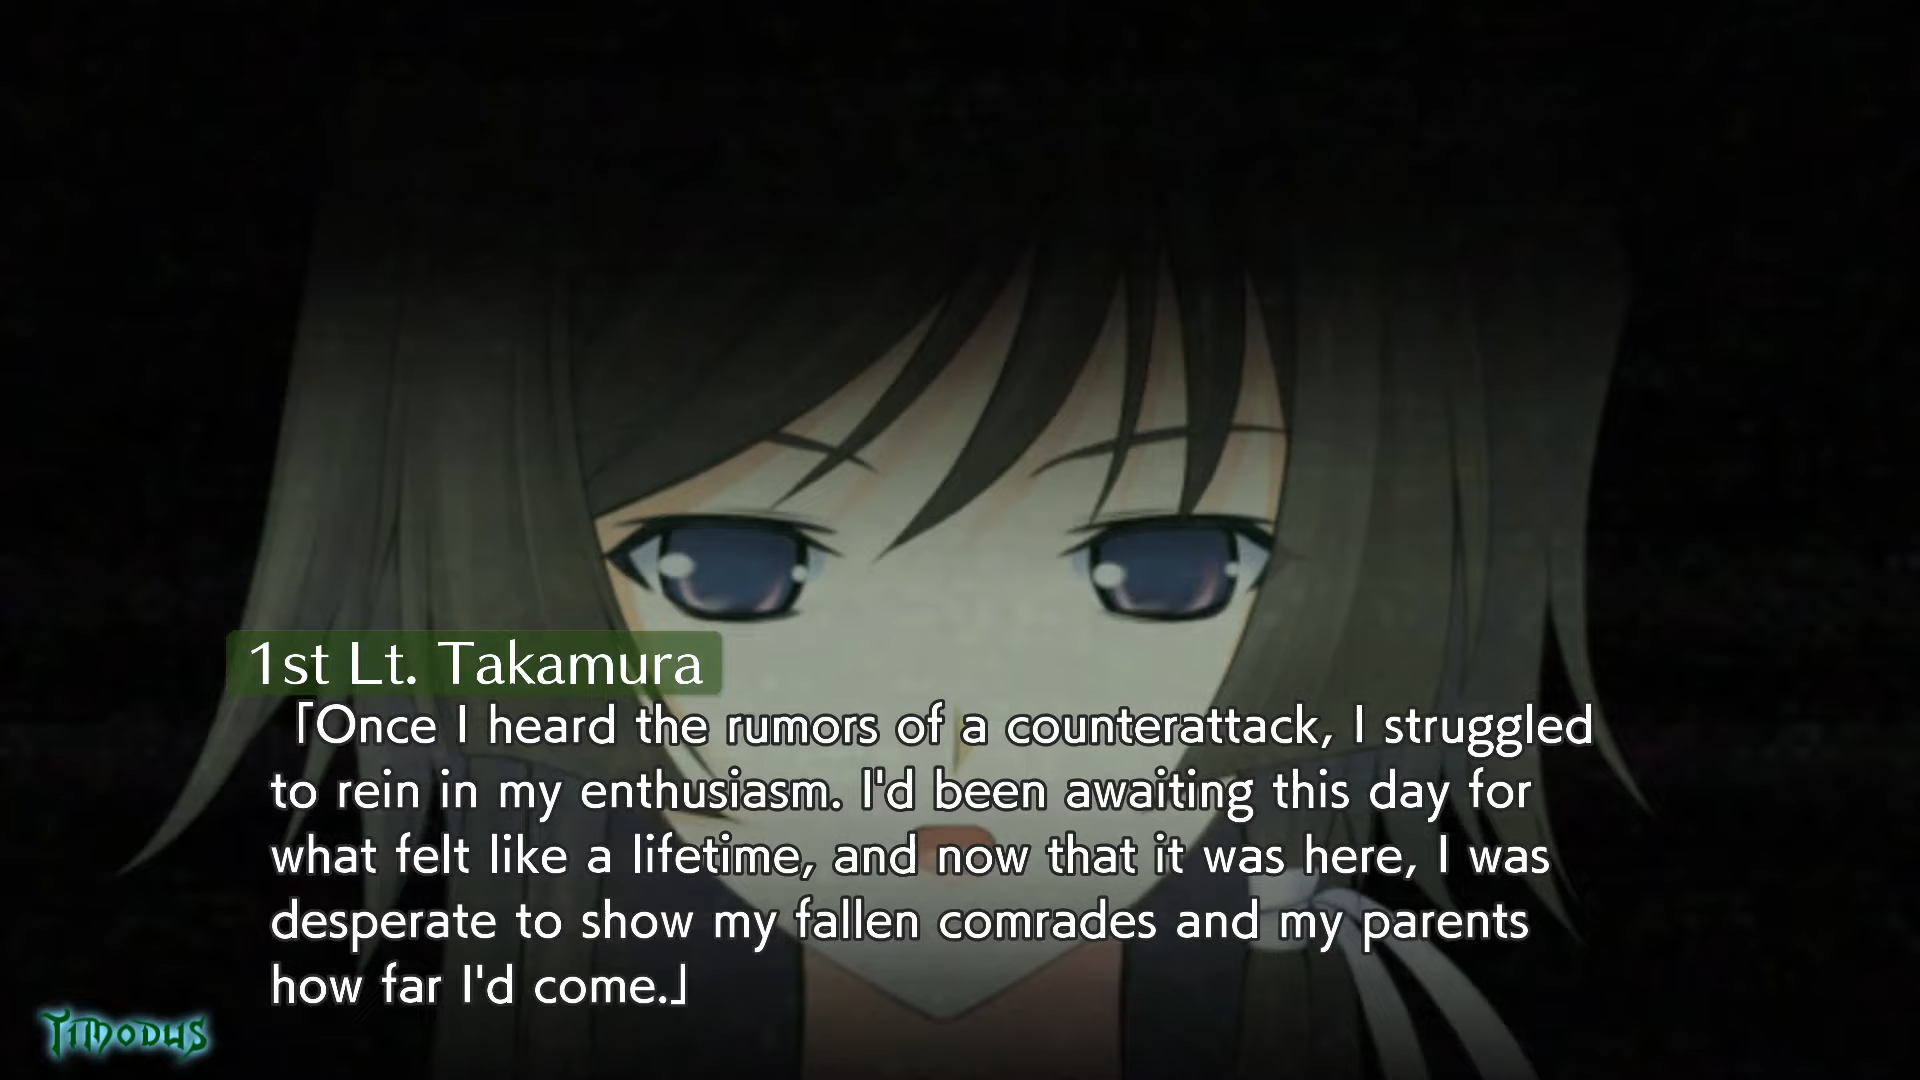 1st Lt. Takamura
「Once I heard the rumors of a counterattack, I struggled
to rein in my enthusiasm. I'd been awaiting this day for
what felt like a lifetime, and now that it was here, I was
desperate to show my fallen comrades and my parents
how far I'd come.」
TIMODUS